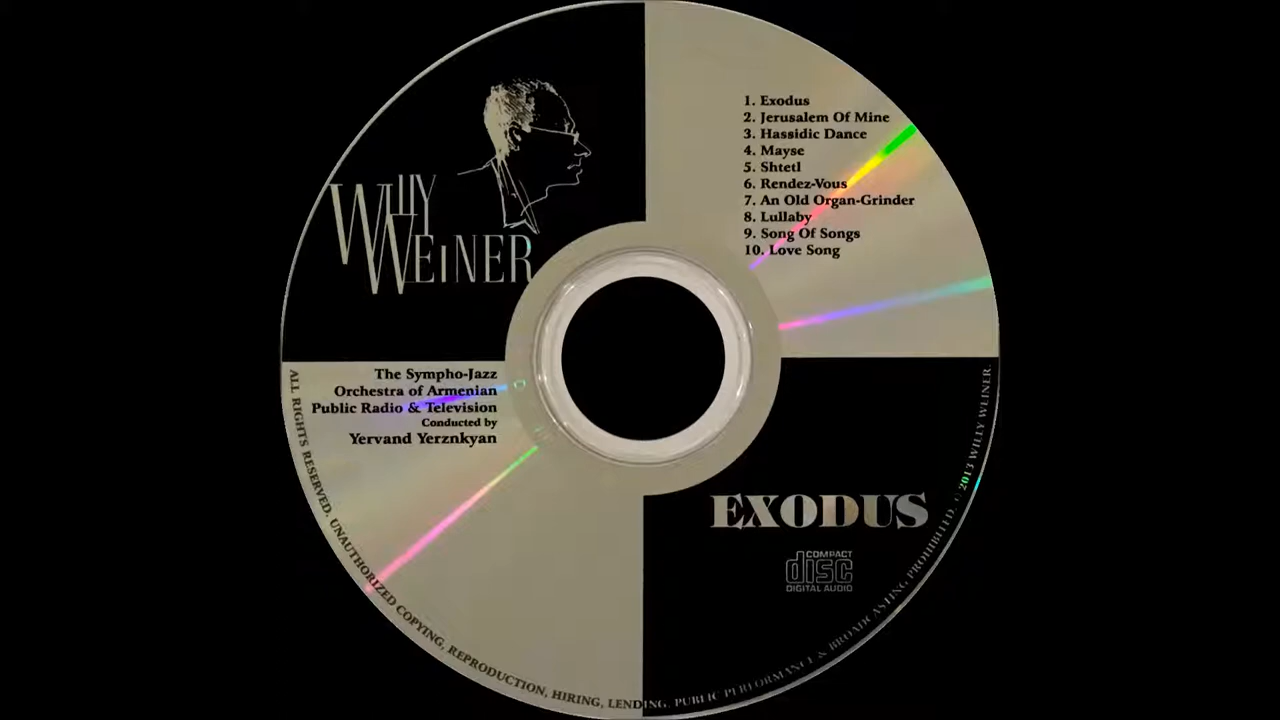 WILLY
WEINER
1. Exodus
2. Jerusalem Of Mine
3. Hassidic Dance
4. Mayse
5. Shtetl
6. Rendez-Vous
7. An Old Organ-Grinder
8. Lullaby
9. Song Of Songs
10. Love Song
The Sympho-Jazz
Orchestra of Armenian
Public Radio & Television
Conducted by
Yervand Yerznkyan
EXODUS
COMPACT
disc
DIGITAL AUDIO
ALL RIGHTS RESERVED. UNAUTHORIZED COPYING, REPRODUCTION, HIRING, LENDING, PUBLIC PERFORMANCE & BROADCASTING PROHIBITED. © 2013 WILLY WEINER.